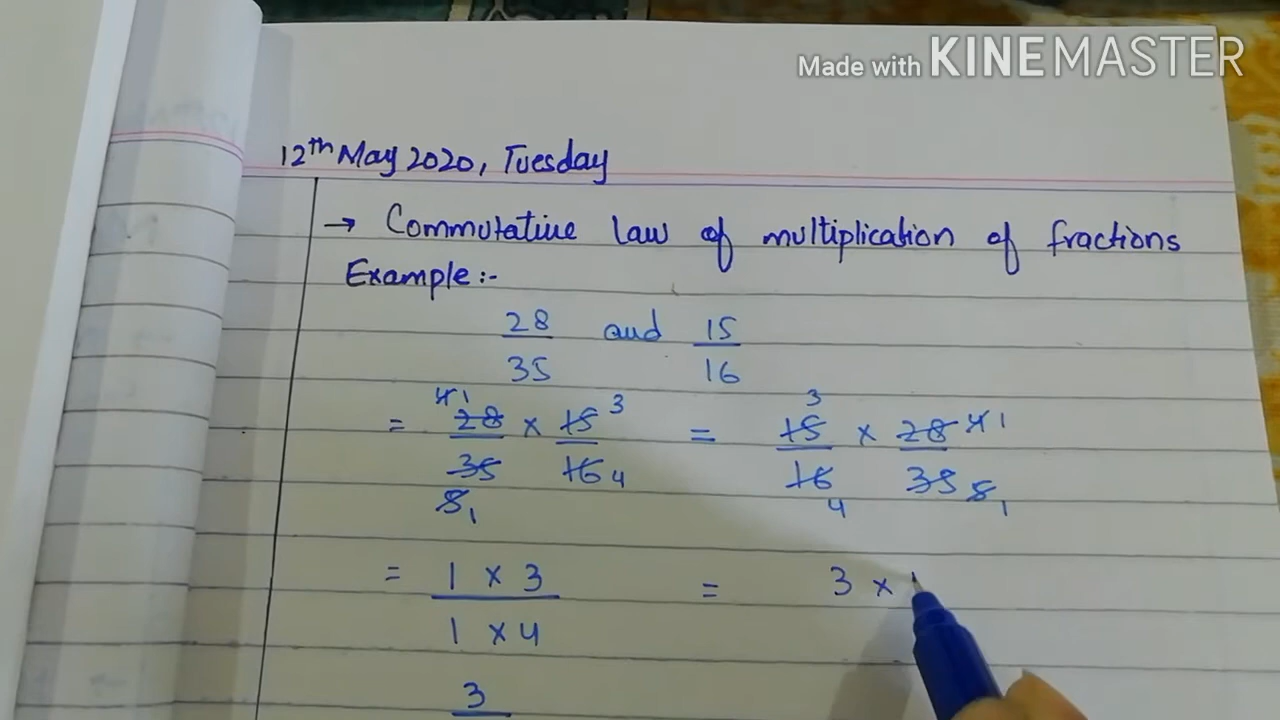 Made with KINEMASTER
12th May 2020, Tuesday
→ Commutative law of multiplication of fractions
Example:-
28 and 15
35 16
4 1 3 3
= 28 × 15 = 15 × 28 4 1
35 16 4 16 35 5 1
5 1 4
= 1 × 3 = 3 ×
1 × 4
3